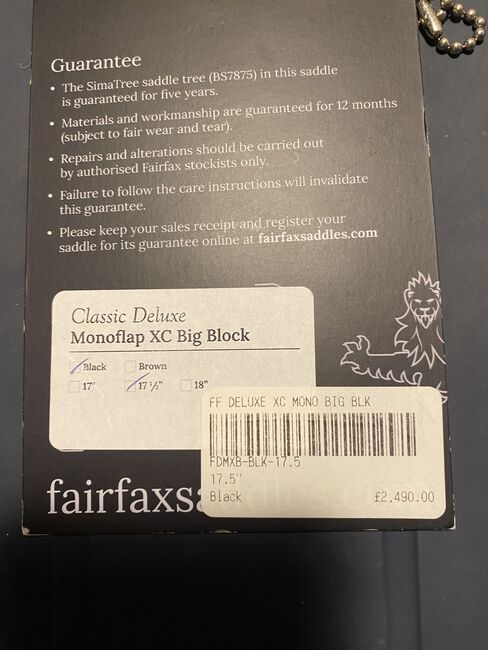 Guarantee
• The SimaTree saddle tree (BS7875) in this saddle
is guaranteed for five years.
• Materials and workmanship are guaranteed for 12 months
(subject to fair wear and tear).
• Repairs and alterations should be carried out
by authorised Fairfax stockists only.
• Failure to follow the care instructions will invalidate
this guarantee.
• Please keep your sales receipt and register your
saddle for its guarantee online at fairfaxsaddles.com
Classic Deluxe
Monoflap XC Big Block
Black Brown
17" 17 ½" 18"
FF DELUXE XC MONO BIG BLK
FDMXB-BLK-17.5
17.5"
Black £2,490.00
fairfaxsaddles.c